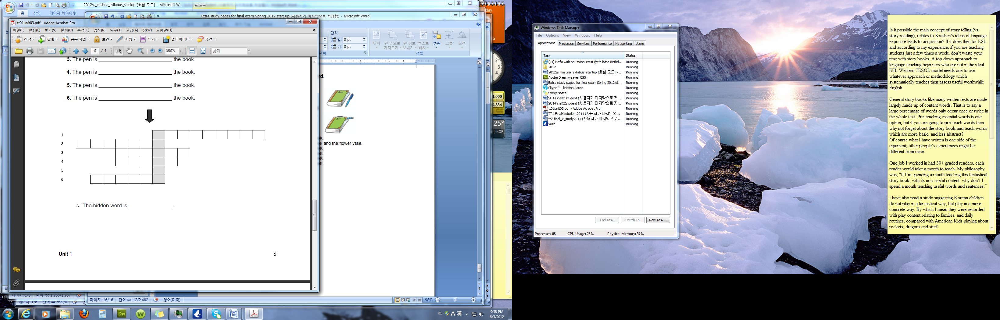 2012ss_kristina_syllabus_startup [호환 모드] - Microsoft W...
표 도구
홈 삽입 페이지 레이아웃
Extra study pages for final exam Spring 2012 start up (사용자가 마지막으로 저장함) - Microsoft Word
tt01unit03.pdf - Adobe Acrobat Pro
파일(F) 편집(E) 보기(V) 문서(D) 주석(C) 양식(R) 도구(T) 고급(A) 창(W) 도움말(H)
작성 결합 공동 작업 보안 서명 양식 멀티미디어 주석
3 / 4 103% 찾기
간격
앞: 0 pt
뒤: 0 pt
단락
위치 맨 앞으로 가져오기 맨 뒤로 보내기 텍스트 배치 맞춤 그룹 회전
정렬
4 5 6 7
3. The pen is ________ the book.
4. The pen is ________ the book.
5. The pen is ________ the book.
6. The pen is ________ the book.
1
2
3
4
5
6
∴ The hidden word is ________.
Unit 1 3
rd.
ok.
ok and the flower vase.
ok.
ok.
ok.
ok.
페이지: 1/8 단어 수: 1,266/1,267
페이지: 1/6 단어 수: 599/0
페이지: 16/16 단어 수: 12/2,482 영어(미국) 98%
day
2
3
4
1.000
4.834
25°
n, KOR
KO A 漢
9:38 PM
6/3/2012
Windows Task Manager
File Options View Windows Help
Applications Processes Services Performance Networking Users
Task Status
(11) Hafla with an Italian Twist (with lotsa Birthd... Running
2012 Running
2012ss_kristina_syllabus_startup [호환 모드] - ... Running
Adobe Dreamweaver CS5 Running
Extra study pages for final exam Spring 2012 st... Running
Skype™ - kristina.kauss Running
Sticky Notes Running
SU1-FinalX1student (사용자가 마지막으로 저... Running
SU1-FinalX2student (사용자가 마지막으로 저... Running
tt01unit03.pdf - Adobe Acrobat Pro Running
TT1-FinalX1student2011 (사용자가 마지막으... Running
tt2-final_x_study2011 (사용자가 마지막으로 ... Running
Vuze Running
End Task Switch To New Task...
Processes: 68 CPU Usage: 23% Physical Memory: 57%
Is it possible the main concept of story telling (vs.
story reading), relates to Krashen's ideas of language
exposure leads to acquisition? If it does then for ESL
and according to my experience, if you are teaching
students just a few times a week, don't waste your
time with story books. A top down approach to
language teaching beginners who are not in the ideal
EFL Western TESOL model needs one to use
whatever approach or methodology which
systematically teaches then assess useful worthwhile
English.
General story books like many written texts are made
largely made up of content words. That is to say a
large percentage of words only occur once or twice in
the whole text. Pre-teaching essential words is one
option, but if you are going to pre-teach words then
why not forget about the story book and teach words
which are more basic, and less abstract?
Of course what I have written is one side of the
argument; other people's experiences might be
different from mine.
One job I worked in had 30+ graded readers, each
reader would take a month to teach. My philosophy
was, “If I'm spending a month teaching this fantastical
story book, with its non-useful content, why don't I
spend a month teaching useful words and sentences.”
I have also read a study suggesting Korean children
do not play in a fantastical way, but play in a more
concrete way. By which I mean they were recorded
with play content relating to families, and daily
routines, compared with American Kids playing about
rockets, dragons and stuff.